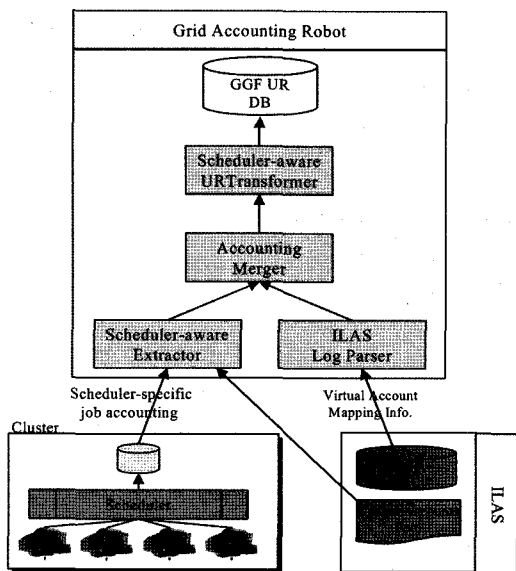 Grid Accounting Robot
GGF UR
DB
Scheduler-aware
URTransformer
Accounting
Merger
Scheduler-aware
Extractor
ILAS
Log Parser
Scheduler-specific
job accounting
Virtual Account
Mapping Info.
Cluster
Scheduler
ILAS